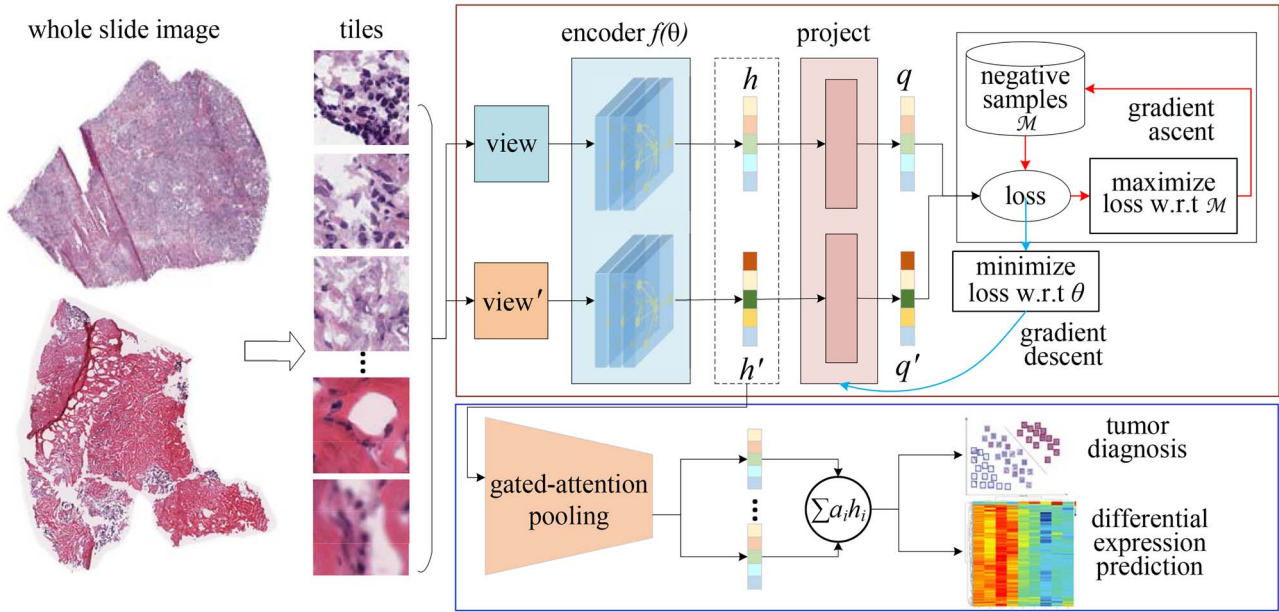 whole slide image
tiles
encoder f(θ)
project
h
q
view
negative
samples
ℳ
gradient
ascent
loss
maximize
loss w.r.t ℳ
view′
minimize
loss w.r.t θ
h′
q′
gradient
descent
gated-attention
pooling
∑aᵢhᵢ
tumor
diagnosis
differential
expression
prediction